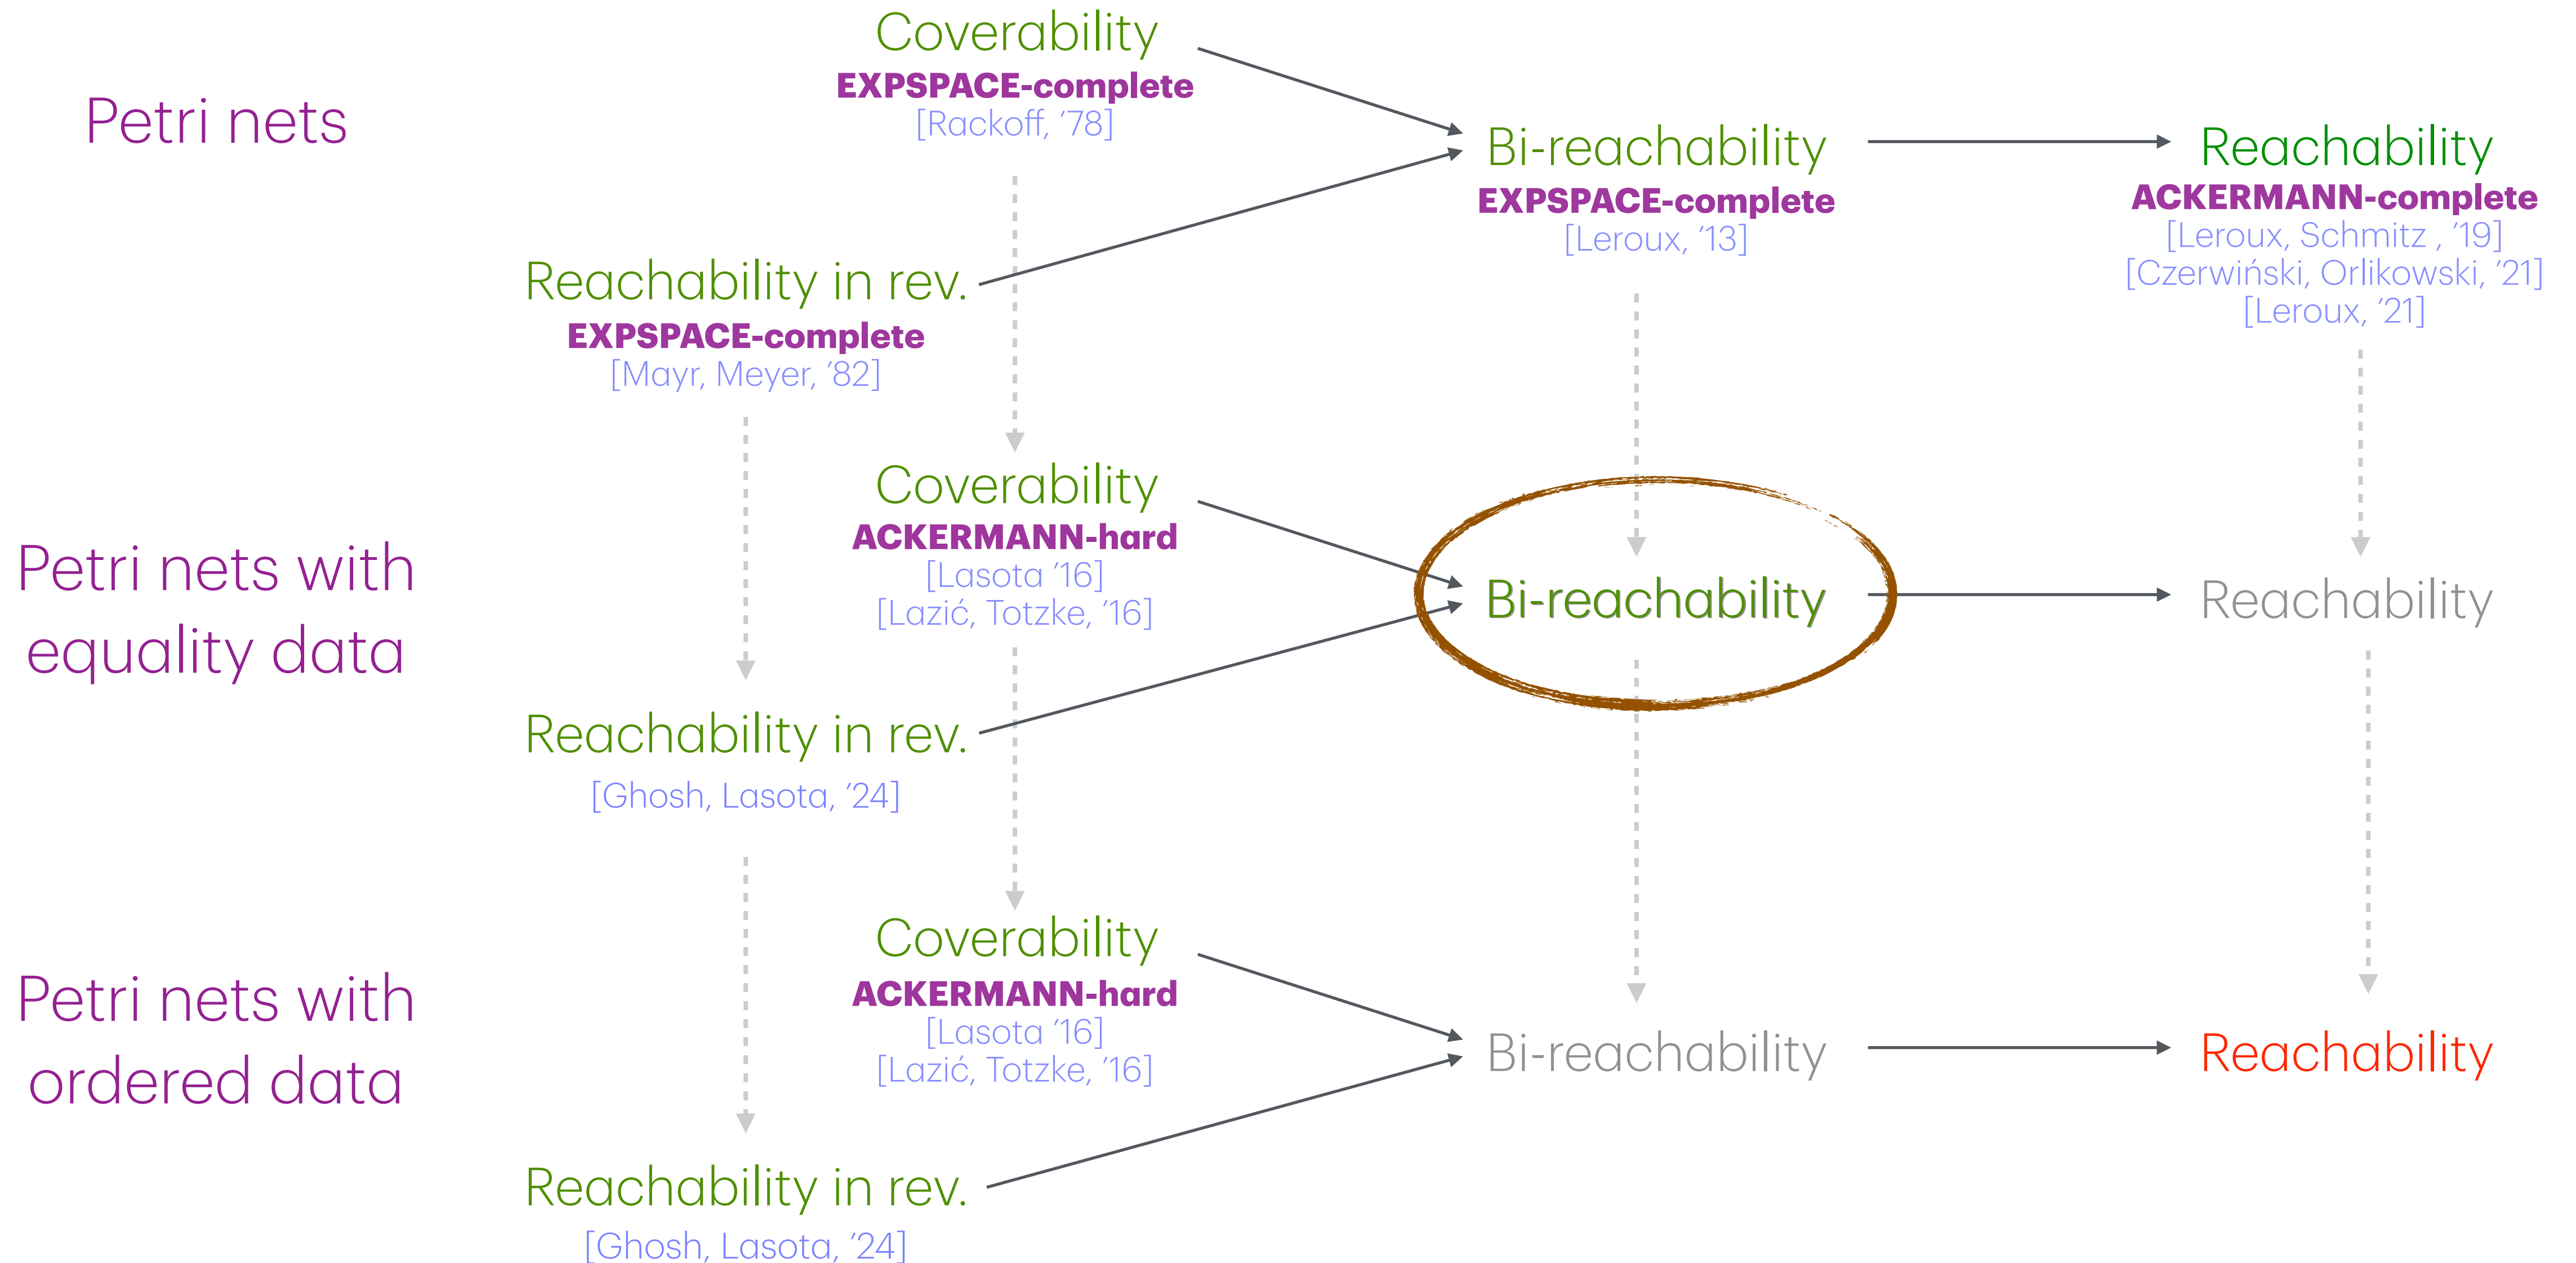 Petri nets
Coverability
EXPSPACE-complete
[Rackoff, ’78]
Reachability in rev.
EXPSPACE-complete
[Mayr, Meyer, ’82]
Bi-reachability
EXPSPACE-complete
[Leroux, ’13]
Reachability
ACKERMANN-complete
[Leroux, Schmitz , ’19]
[Czerwiński, Orlikowski, ’21]
[Leroux, ’21]
Petri nets with
equality data
Coverability
ACKERMANN-hard
[Lasota ’16]
[Lazić, Totzke, ’16]
Reachability in rev.
[Ghosh, Lasota, ’24]
Bi-reachability
Reachability
Petri nets with
ordered data
Coverability
ACKERMANN-hard
[Lasota ’16]
[Lazić, Totzke, ’16]
Reachability in rev.
[Ghosh, Lasota, ’24]
Bi-reachability
Reachability